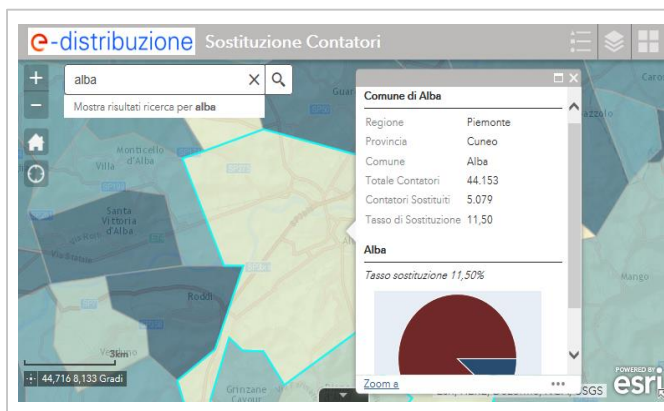 e-distribuzione Sostituzione Contatori
+
alba
Mostra risultati ricerca per alba
−
Comune di Alba
Regione Piemonte
Provincia Cuneo
Comune Alba
Totale Contatori 44.153
Contatori Sostituiti 5.079
Tasso di Sostituzione 11,50
Alba
Tasso sostituzione 11,50%
Zoom a
Monticello
d'Alba
Villa
Santa
Vittoria
d'Alba
Roddi
Mango
3km
44,716 8,133 Gradi
Grinzane
Cavour
POWERED BY
esri